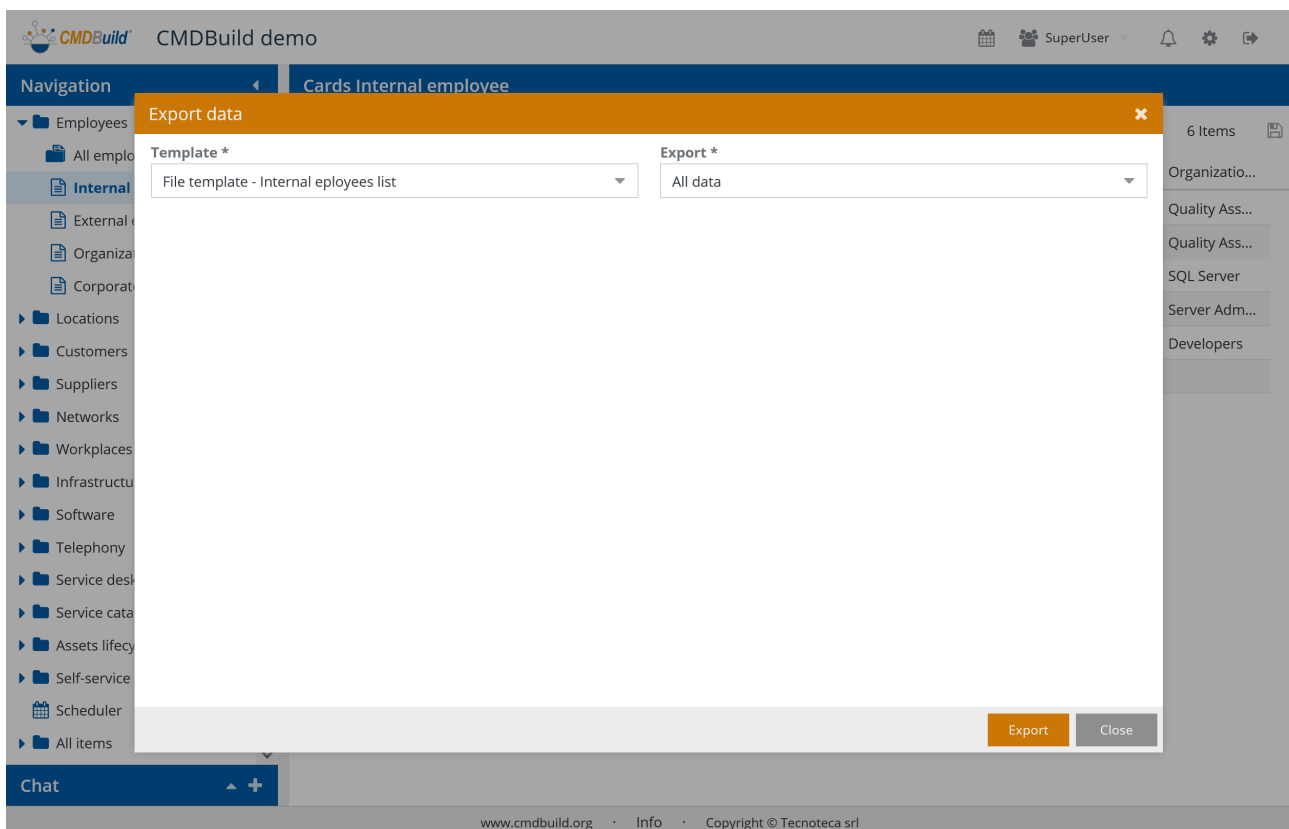 CMDBuild CMDBuild demo SuperUser
Navigation Cards Internal employee
Export data
Employees
6 Items
All emplo
Template * Export *
File template - Internal eployees list All data
Organizatio...
Internal
Quality Ass...
External e
Quality Ass...
Organizat
SQL Server
Corporate
Server Adm...
Locations
Developers
Customers
Suppliers
Networks
Workplaces
Infrastructu
Software
Telephony
Service desk
Service cata
Assets lifecy
Self-service
Scheduler
Export Close
All items
Chat
www.cmdbuild.org · Info · Copyright © Tecnoteca srl